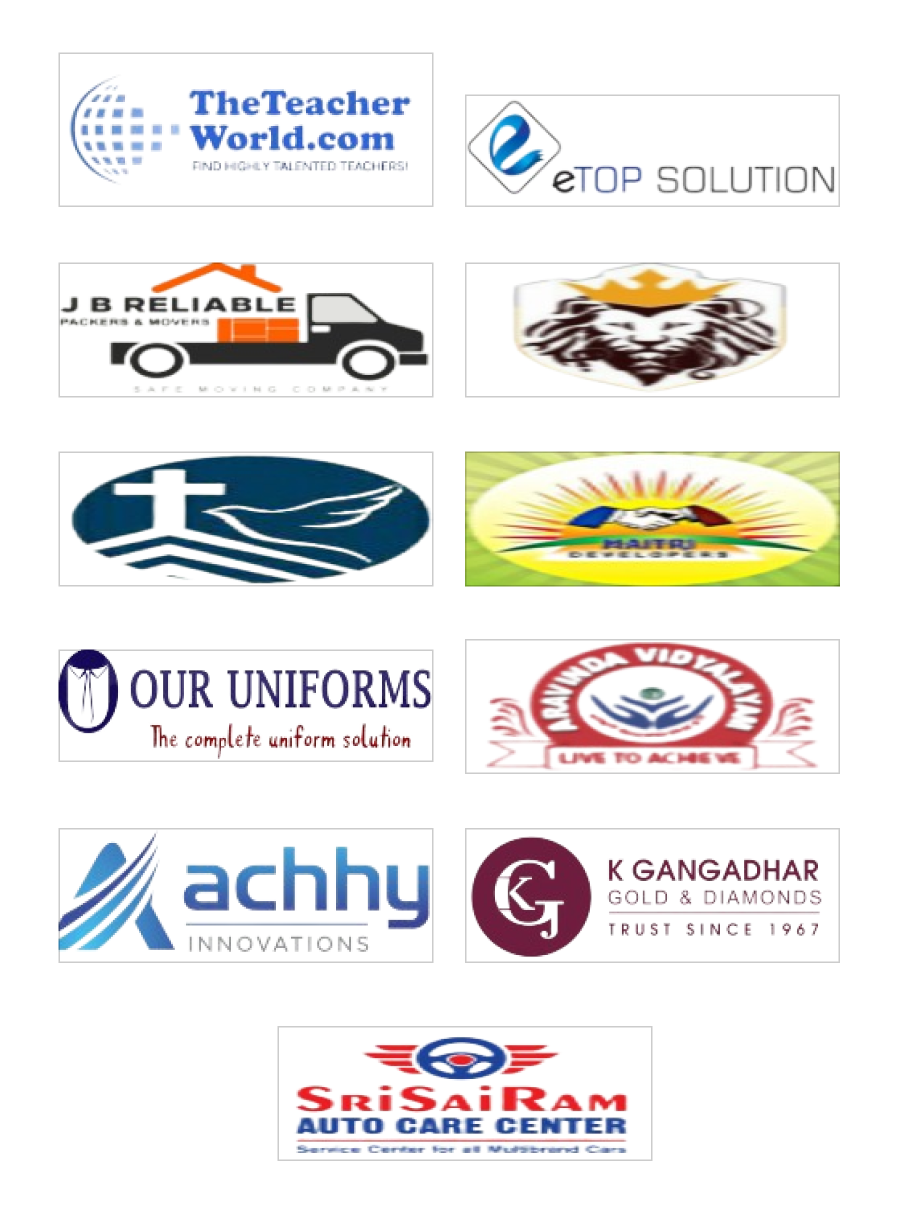 TheTeacher
World.com
FIND HIGHLY TALENTED TEACHERS!
eTOP SOLUTION
J B RELIABLE
PACKERS & MOVERS
SAFE MOVING COMPANY
MAITRI
DEVELOPERS
OUR UNIFORMS
The complete uniform solution
ARAVINDA VIDYALAYAM
LIVE TO ACHIEVE
achhy
INNOVATIONS
KGJ
K GANGADHAR
GOLD & DIAMONDS
TRUST SINCE 1967
SRISAIRAM
AUTO CARE CENTER
Service Center for all Multibrand Cars